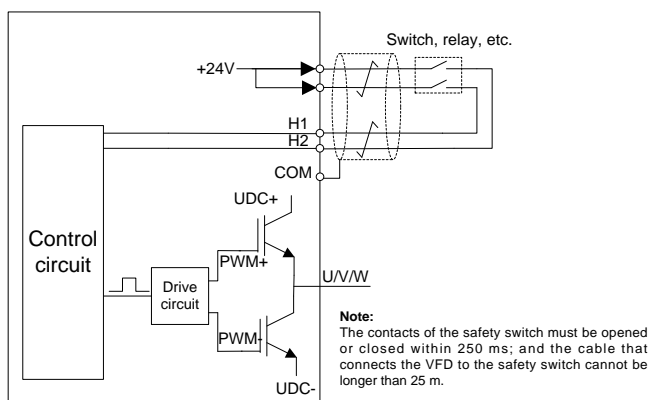 Switch, relay, etc.
+24V
H1
H2
COM
UDC+
Control
circuit
PWM+
Drive
circuit
U/V/W
PWM-
UDC-
Note:
The contacts of the safety switch must be opened
or closed within 250 ms; and the cable that
connects the VFD to the safety switch cannot be
longer than 25 m.